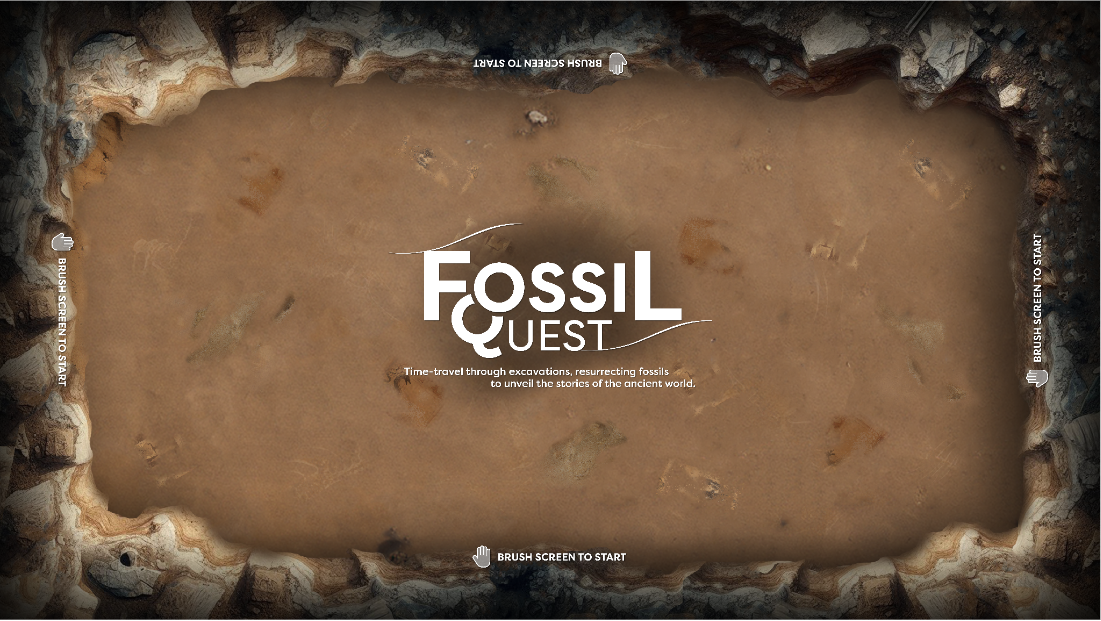 BRUSH SCREEN TO START
FOSSIL
QUEST
Time-travel through excavations, resurrecting fossils
to unveil the stories of the ancient world.
BRUSH SCREEN TO START
BRUSH SCREEN TO START
BRUSH SCREEN TO START